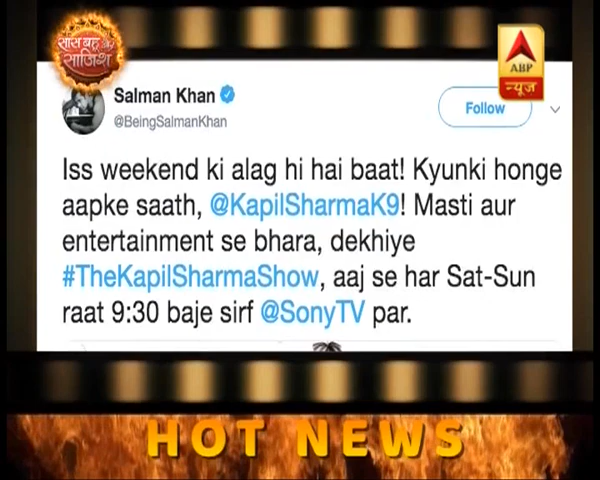 सास बहू और
साज़िश
ABP
न्यूज़
Salman Khan
@BeingSalmanKhan
Follow
Iss weekend ki alag hi hai baat! Kyunki honge
aapke saath, @KapilSharmaK9! Masti aur
entertainment se bhara, dekhiye
#TheKapilSharmaShow, aaj se har Sat-Sun
raat 9:30 baje sirf @SonyTV par.
HOT NEWS